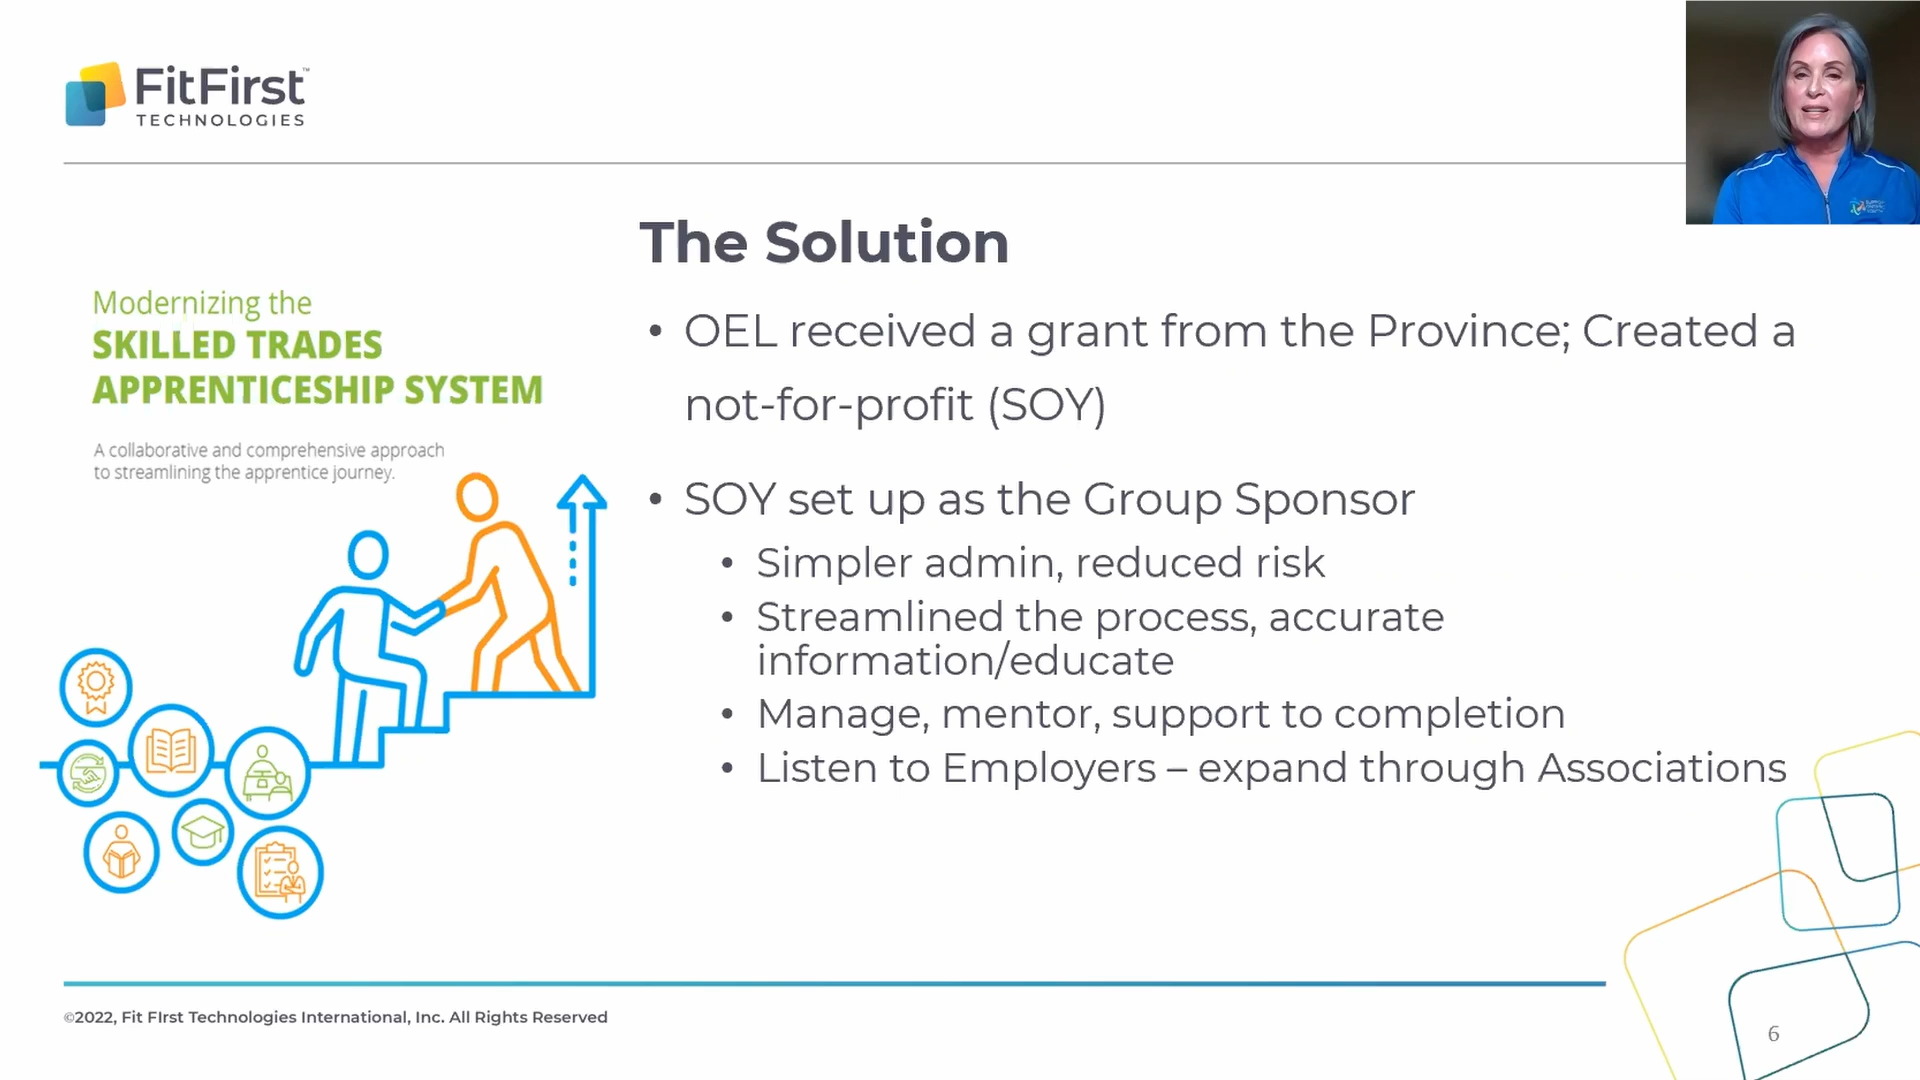 FitFirst™
TECHNOLOGIES
The Solution
Modernizing the
SKILLED TRADES
APPRENTICESHIP SYSTEM
A collaborative and comprehensive approach
to streamlining the apprentice journey.
• OEL received a grant from the Province; Created a
not-for-profit (SOY)
• SOY set up as the Group Sponsor
• Simpler admin, reduced risk
• Streamlined the process, accurate
information/educate
• Manage, mentor, support to completion
• Listen to Employers – expand through Associations
©2022, Fit FIrst Technologies International, Inc. All Rights Reserved
6